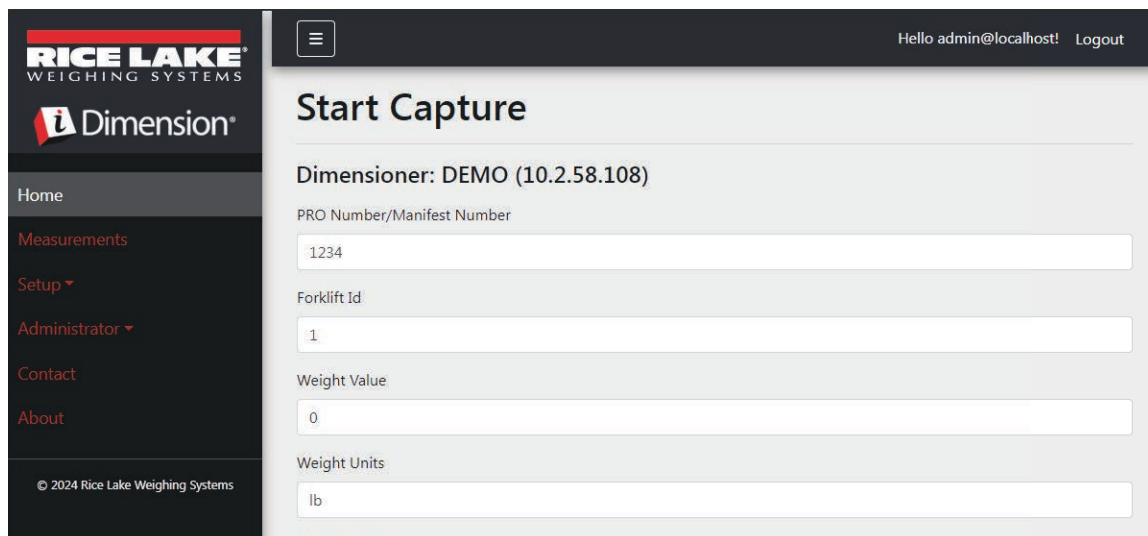 RICE LAKE®
WEIGHING SYSTEMS
i Dimension®
Home
Measurements
Setup
Administrator
Contact
About
© 2024 Rice Lake Weighing Systems
Hello admin@localhost! Logout
Start Capture
Dimensioner: DEMO (10.2.58.108)
PRO Number/Manifest Number
1234
Forklift Id
1
Weight Value
0
Weight Units
lb